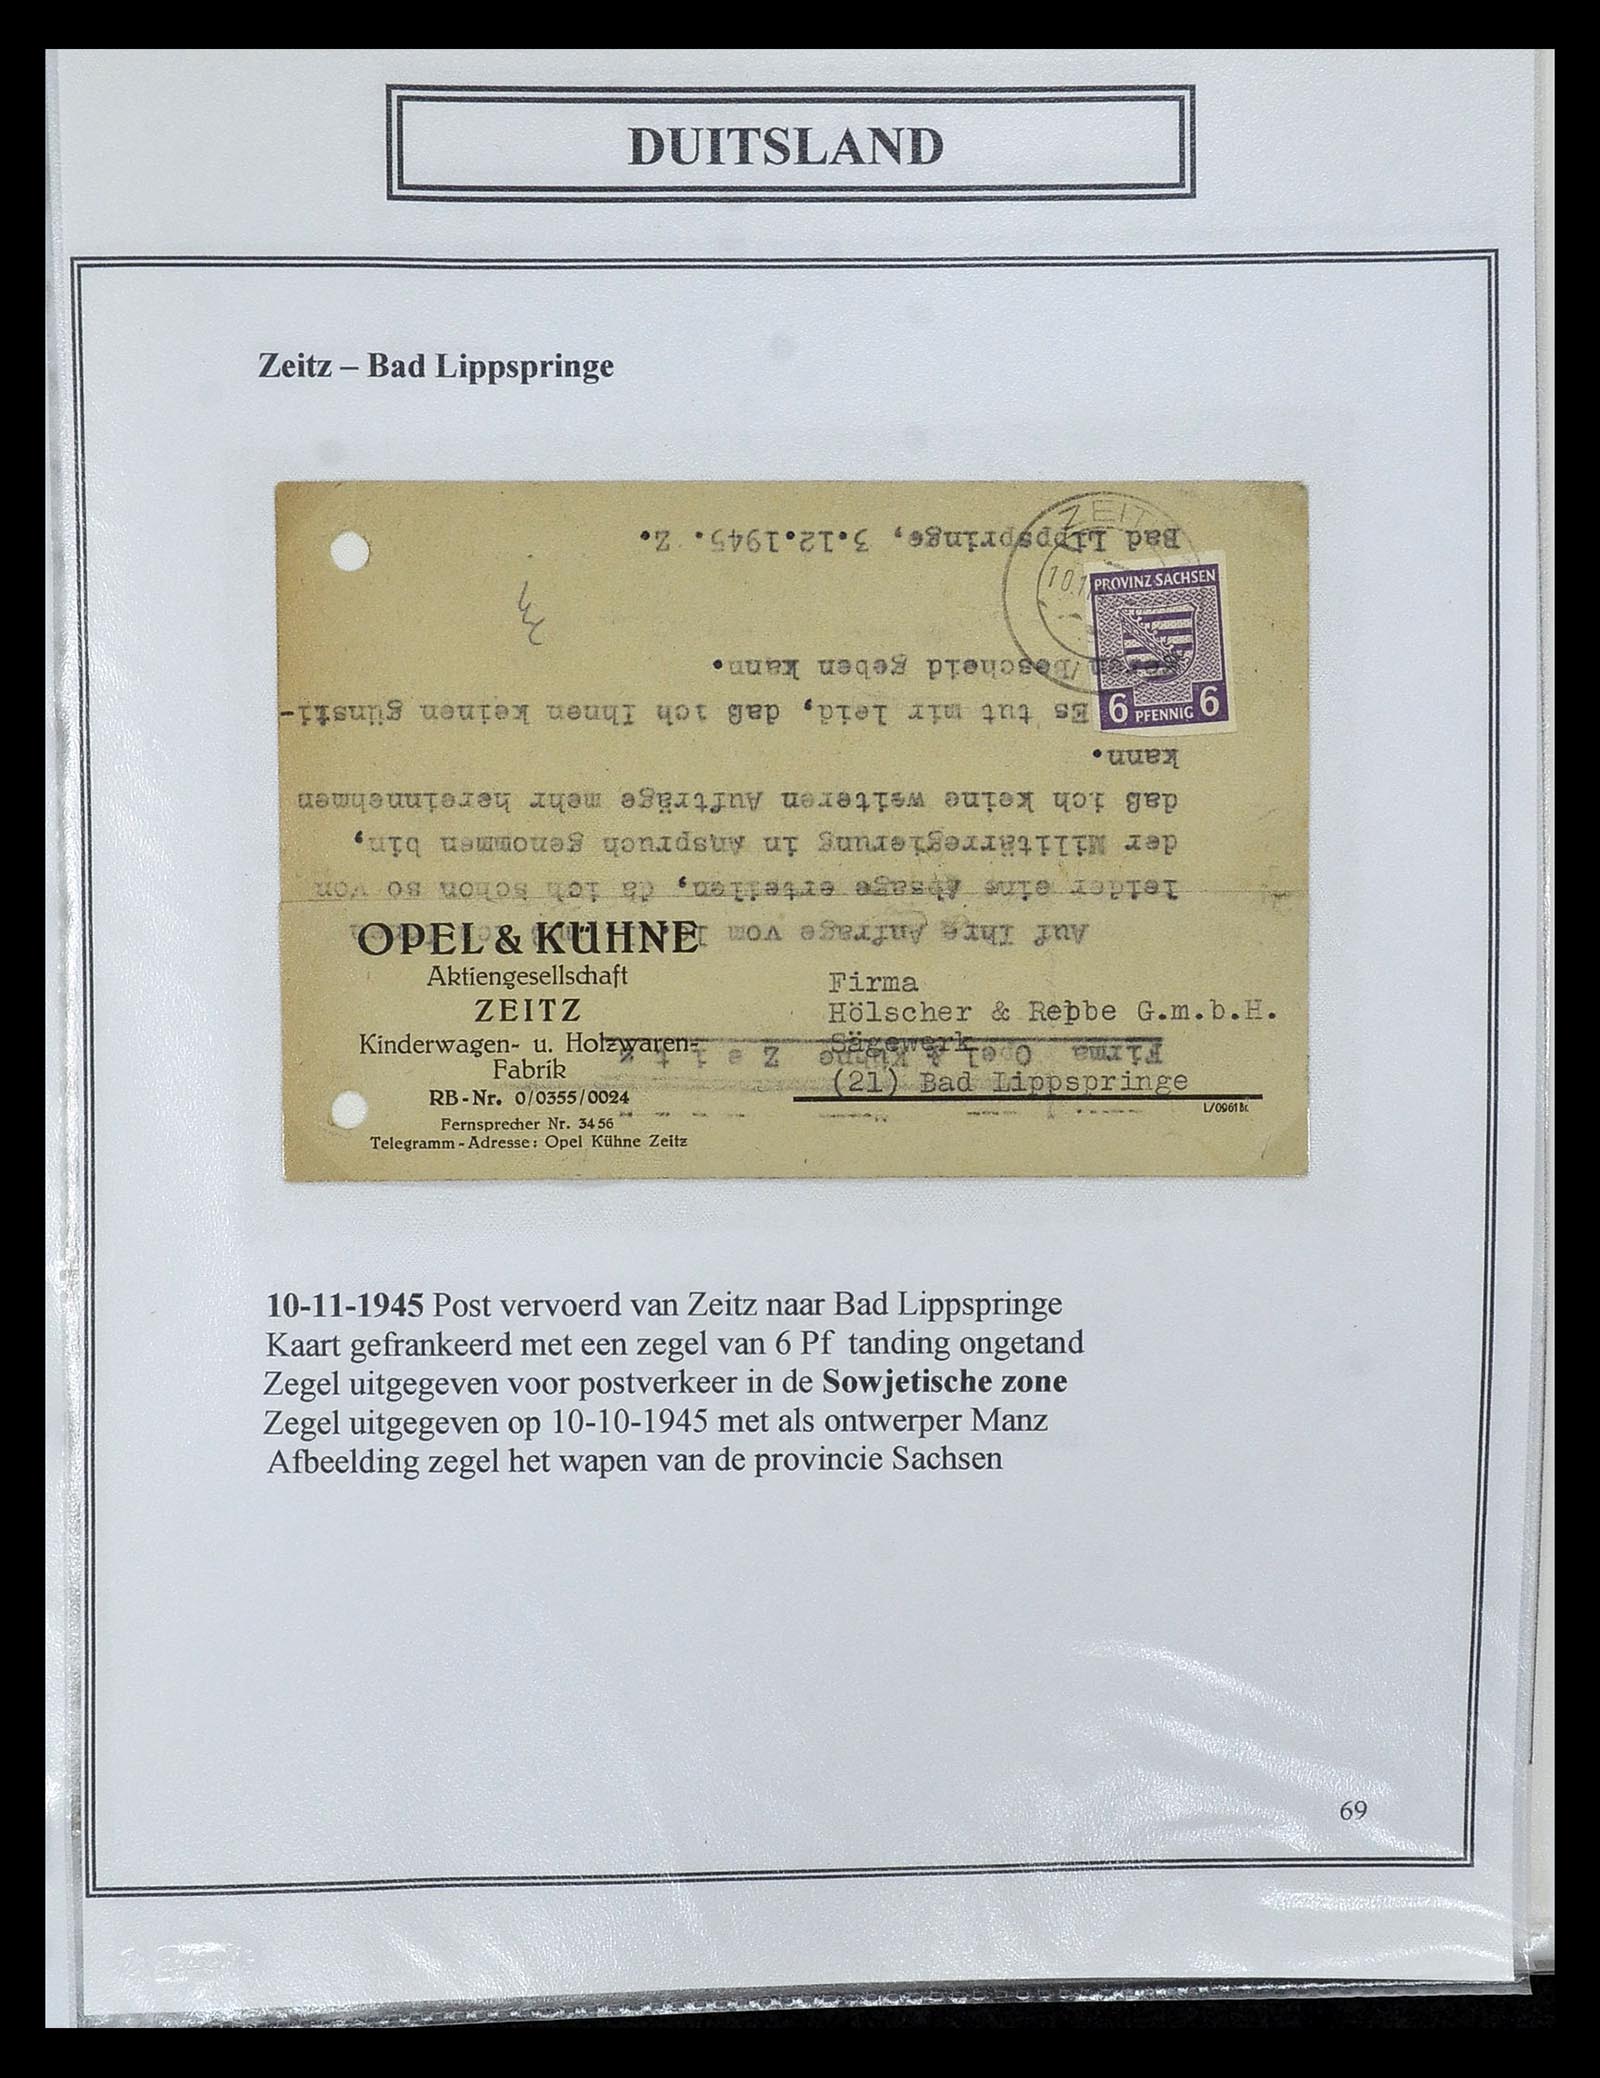 DUITSLAND
Zeitz – Bad Lippspringe
ZEIT
10.1
PROVINZ SACHSEN
6 PFENNIG 6
OPEL & KÜHNE
Aktiengesellschaft
ZEITZ
Kinderwagen- u. Holzwaren-
Fabrik
RB-Nr. 0/0355/0024
Fernsprecher Nr. 3456
Telegramm-Adresse: Opel Kühne Zeitz
Firma
Hölscher & Rebbe G.m.b.H.
Sägewerk
(21) Bad Lippspringe
L/0961 Br.
Firma Opel & Kühne Zeitz
Auf Ihre Anfrage vom
leider eine Absage erteilen, da ich schon so von
der Militärregierung in Anspruch genommen bin,
daß ich keine weiteren Aufträge mehr hereinnehmen
kann.
Es tut mir leid, daß ich Ihnen keinen günsti-
geren Bescheid geben kann.
Bad Lippspringe, 3.12.1945. Z.
10-11-1945 Post vervoerd van Zeitz naar Bad Lippspringe
Kaart gefrankeerd met een zegel van 6 Pf tanding ongetand
Zegel uitgegeven voor postverkeer in de Sowjetische zone
Zegel uitgegeven op 10-10-1945 met als ontwerper Manz
Afbeelding zegel het wapen van de provincie Sachsen
69